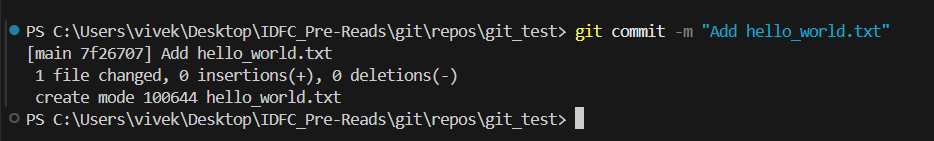 PS C:\Users\vivek\Desktop\IDFC_Pre-Reads\git\repos\git_test> git commit -m "Add hello_world.txt"
[main 7f26707] Add hello_world.txt
 1 file changed, 0 insertions(+), 0 deletions(-)
 create mode 100644 hello_world.txt
PS C:\Users\vivek\Desktop\IDFC_Pre-Reads\git\repos\git_test>